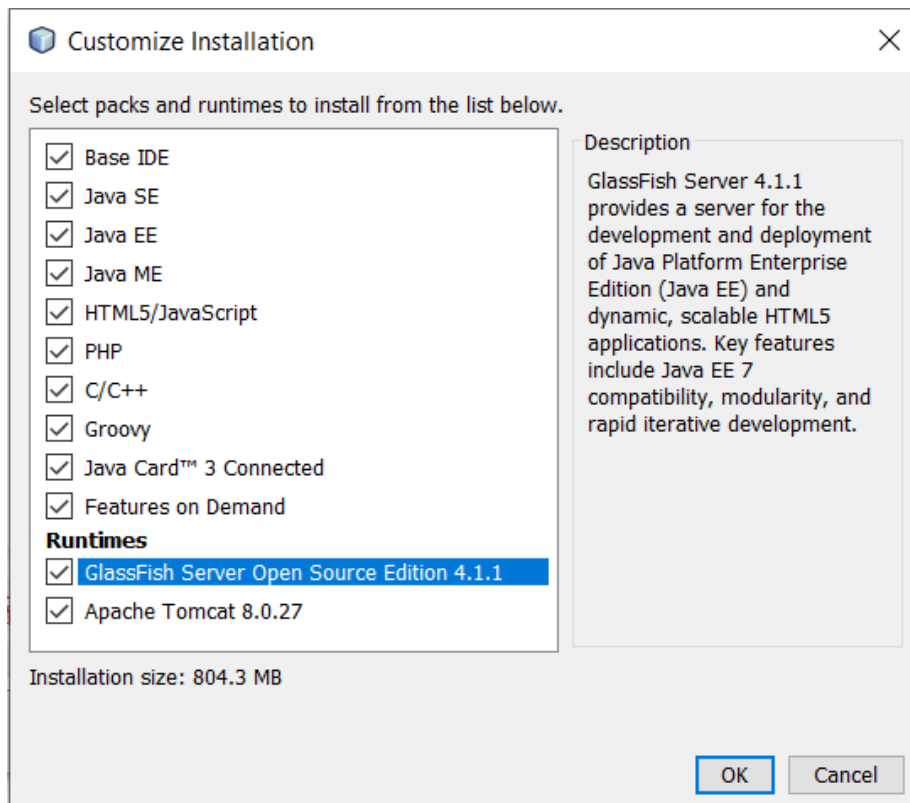 Customize Installation
Select packs and runtimes to install from the list below.
Base IDE
Java SE
Java EE
Java ME
HTML5/JavaScript
PHP
C/C++
Groovy
Java Card™ 3 Connected
Features on Demand
Runtimes
GlassFish Server Open Source Edition 4.1.1
Apache Tomcat 8.0.27
Description
GlassFish Server 4.1.1
provides a server for the
development and deployment
of Java Platform Enterprise
Edition (Java EE) and
dynamic, scalable HTML5
applications. Key features
include Java EE 7
compatibility, modularity, and
rapid iterative development.
Installation size: 804.3 MB
OK
Cancel